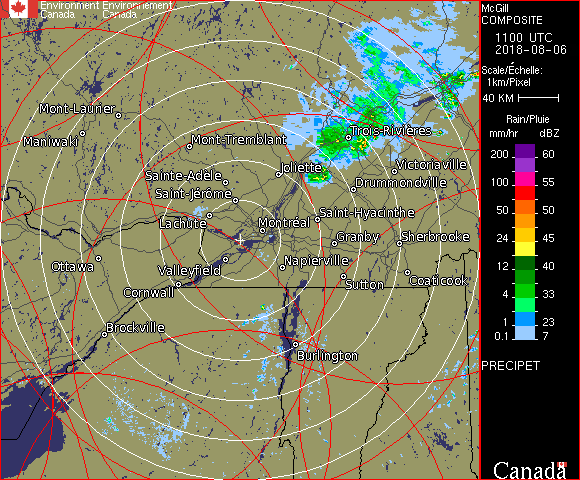 Environment Environnement
Canada Canada
McGill
COMPOSITE
1100 UTC
2018-08-06
Scale/Échelle:
1km/Pixel
40 KM
Rain/Pluie
mm/hr dBZ
200 60
100 55
50 50
24 45
12 40
4 33
1 23
0.1 7
PRECIPET
Canada
Mont-Laurier
Maniwaki
Mont-Tremblant
Trois-Rivières
Sainte-Adèle
Joliette
Victoriaville
Saint-Jérôme
Drummondville
Lachute
Montréal
Saint-Hyacinthe
Granby
Sherbrooke
Ottawa
Valleyfield
Napierville
Cornwall
Sutton
Coaticook
Brockville
Burlington